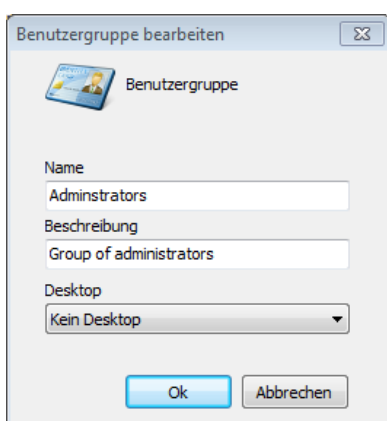 Benutzergruppe bearbeiten
Benutzergruppe
Name
Adminstrators
Beschreibung
Group of administrators
Desktop
Kein Desktop
Ok
Abbrechen